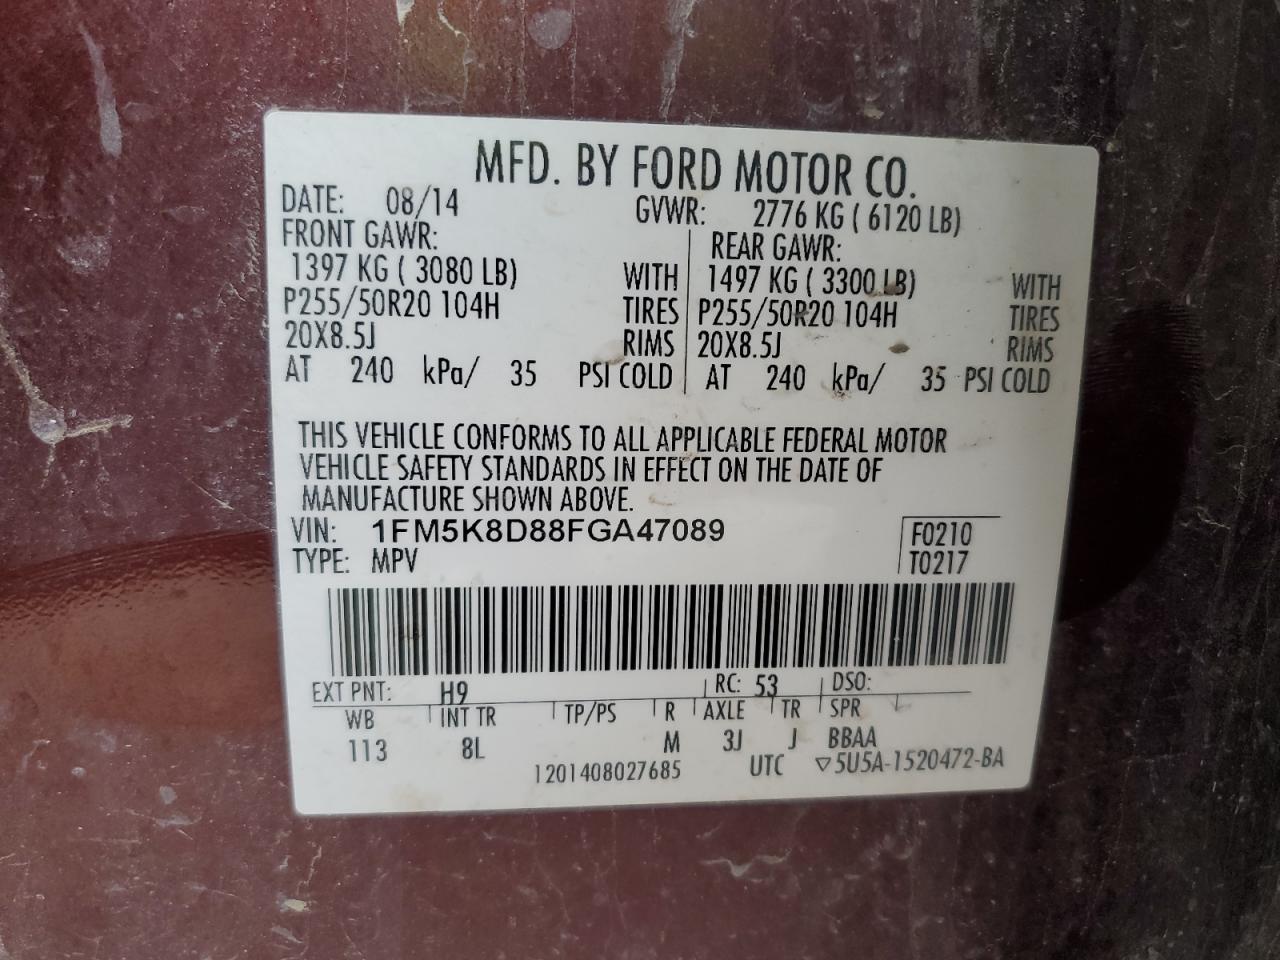 MFD. BY FORD MOTOR CO.
DATE: 08/14 GVWR: 2776 KG ( 6120 LB)
FRONT GAWR: REAR GAWR:
1397 KG ( 3080 LB) WITH 1497 KG ( 3300 LB) WITH
P255/50R20 104H TIRES P255/50R20 104H TIRES
20X8.5J RIMS 20X8.5J RIMS
AT 240 kPa/ 35 PSI COLD AT 240 kPa/ 35 PSI COLD
THIS VEHICLE CONFORMS TO ALL APPLICABLE FEDERAL MOTOR
VEHICLE SAFETY STANDARDS IN EFFECT ON THE DATE OF
MANUFACTURE SHOWN ABOVE.
VIN: 1FM5K8D88FGA47089 F0210
TYPE: MPV T0217
EXT PNT: H9 RC: 53 DSO:
WB INT TR TP/PS R AXLE TR SPR
113 8L M 3J J BBAA
1201408027685 UTC ▽5U5A-1520472-BA